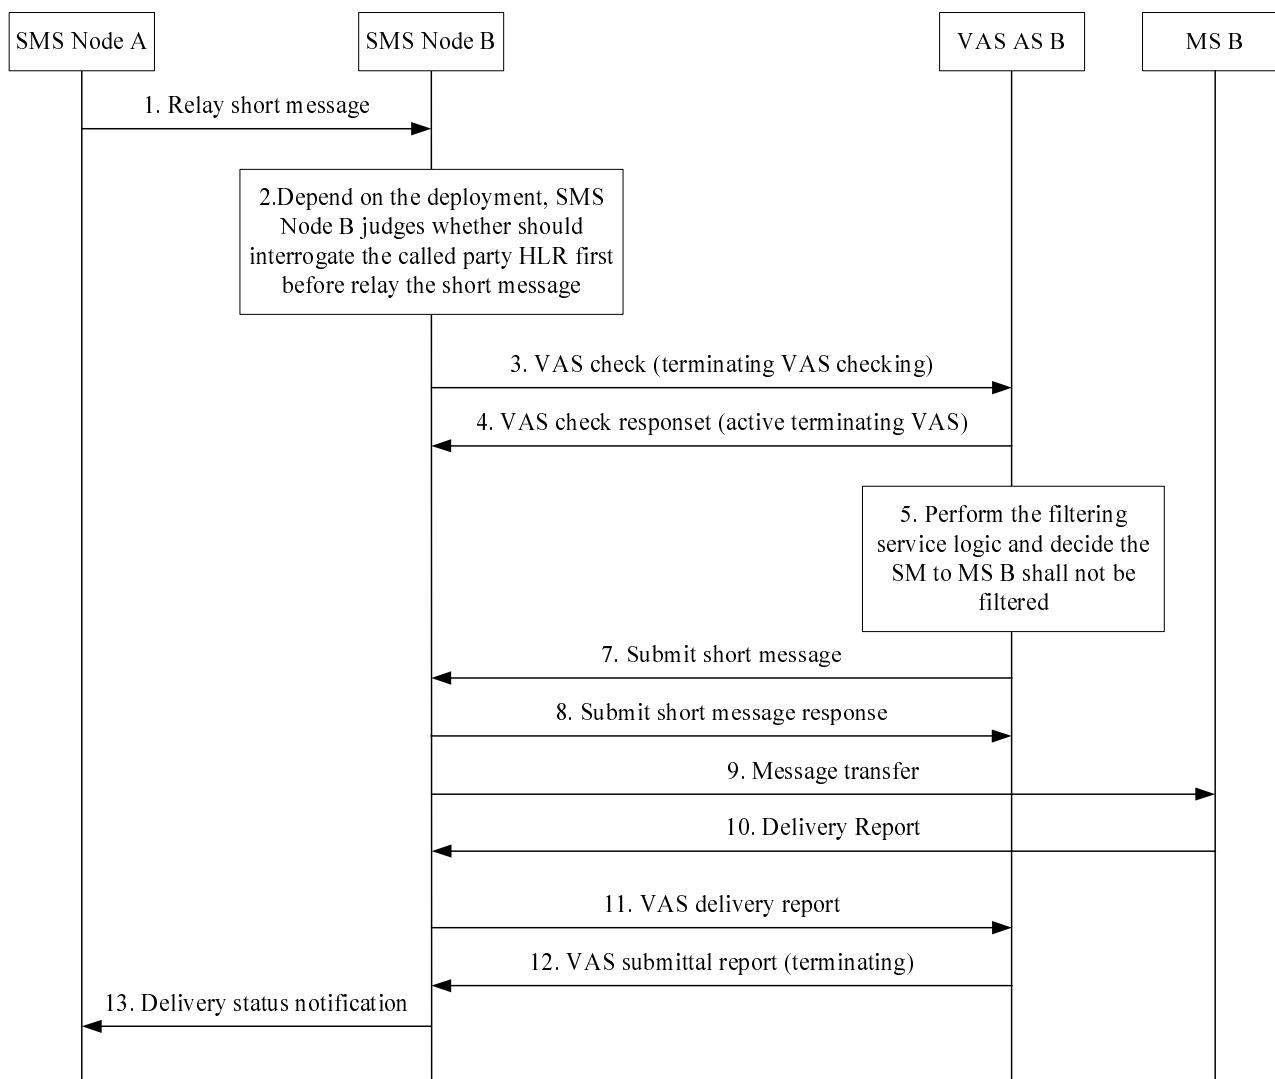 SMS Node A
SMS Node B
VAS AS B
MS B
1. Relay short message
2.Depend on the deployment, SMS
Node B judges whether should
interrogate the called party HLR first
before relay the short message
3. VAS check (terminating VAS checking)
4. VAS check responset (active terminating VAS)
5. Perform the filtering
service logic and decide the
SM to MS B shall not be
filtered
7. Submit short message
8. Submit short message response
9. Message transfer
10. Delivery Report
11. VAS delivery report
12. VAS submittal report (terminating)
13. Delivery status notification